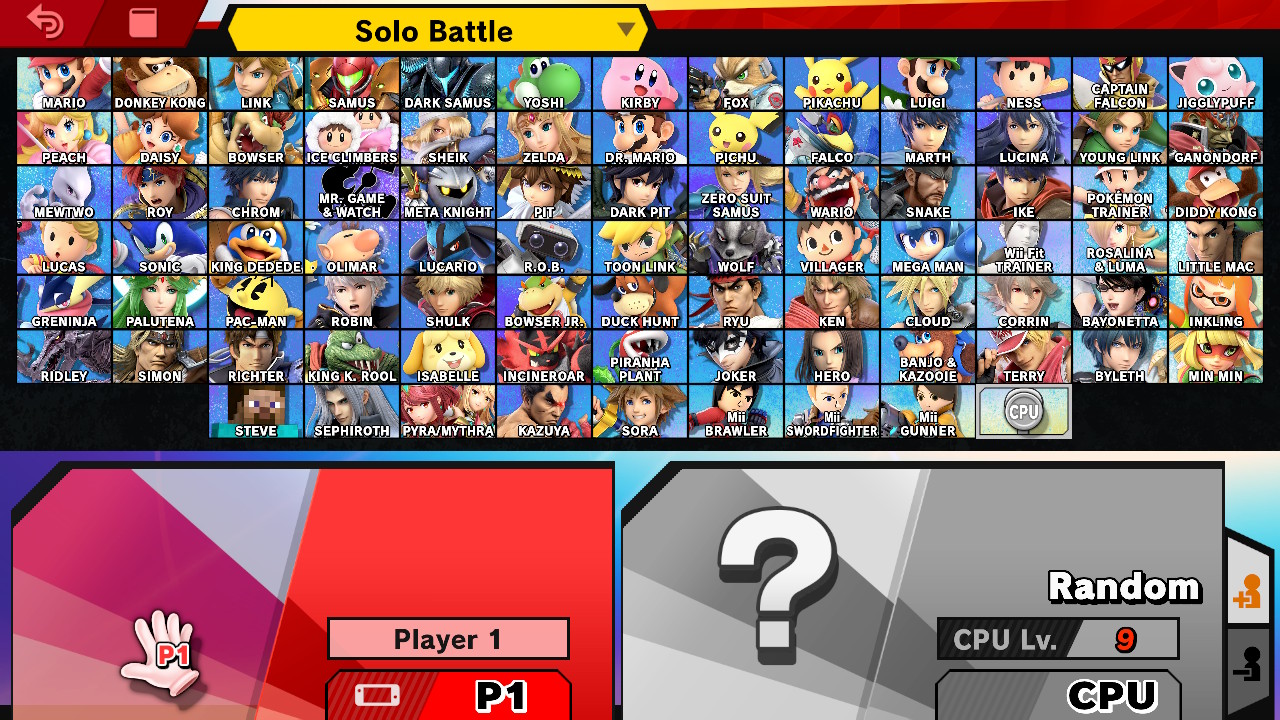 Solo Battle
MARIO DONKEY KONG LINK SAMUS DARK SAMUS YOSHI KIRBY FOX PIKACHU LUIGI NESS CAPTAIN FALCON JIGGLYPUFF
PEACH DAISY BOWSER ICE CLIMBERS SHEIK ZELDA DR. MARIO PICHU FALCO MARTH LUCINA YOUNG LINK GANONDORF
MEWTWO ROY CHROM MR. GAME & WATCH META KNIGHT PIT DARK PIT ZERO SUIT SAMUS WARIO SNAKE IKE POKÉMON TRAINER DIDDY KONG
LUCAS SONIC KING DEDEDE OLIMAR LUCARIO R.O.B. TOON LINK WOLF VILLAGER MEGA MAN Wii Fit TRAINER ROSALINA & LUMA LITTLE MAC
GRENINJA PALUTENA PAC-MAN ROBIN SHULK BOWSER JR. DUCK HUNT RYU KEN CLOUD CORRIN BAYONETTA INKLING
RIDLEY SIMON RICHTER KING K. ROOL ISABELLE INCINEROAR PIRANHA PLANT JOKER HERO BANJO & KAZOOIE TERRY BYLETH MIN MIN
STEVE SEPHIROTH PYRA/MYTHRA KAZUYA SORA Mii BRAWLER Mii SWORDFIGHTER Mii GUNNER CPU
Random
Player 1
CPU Lv. 9
P1
P1
CPU